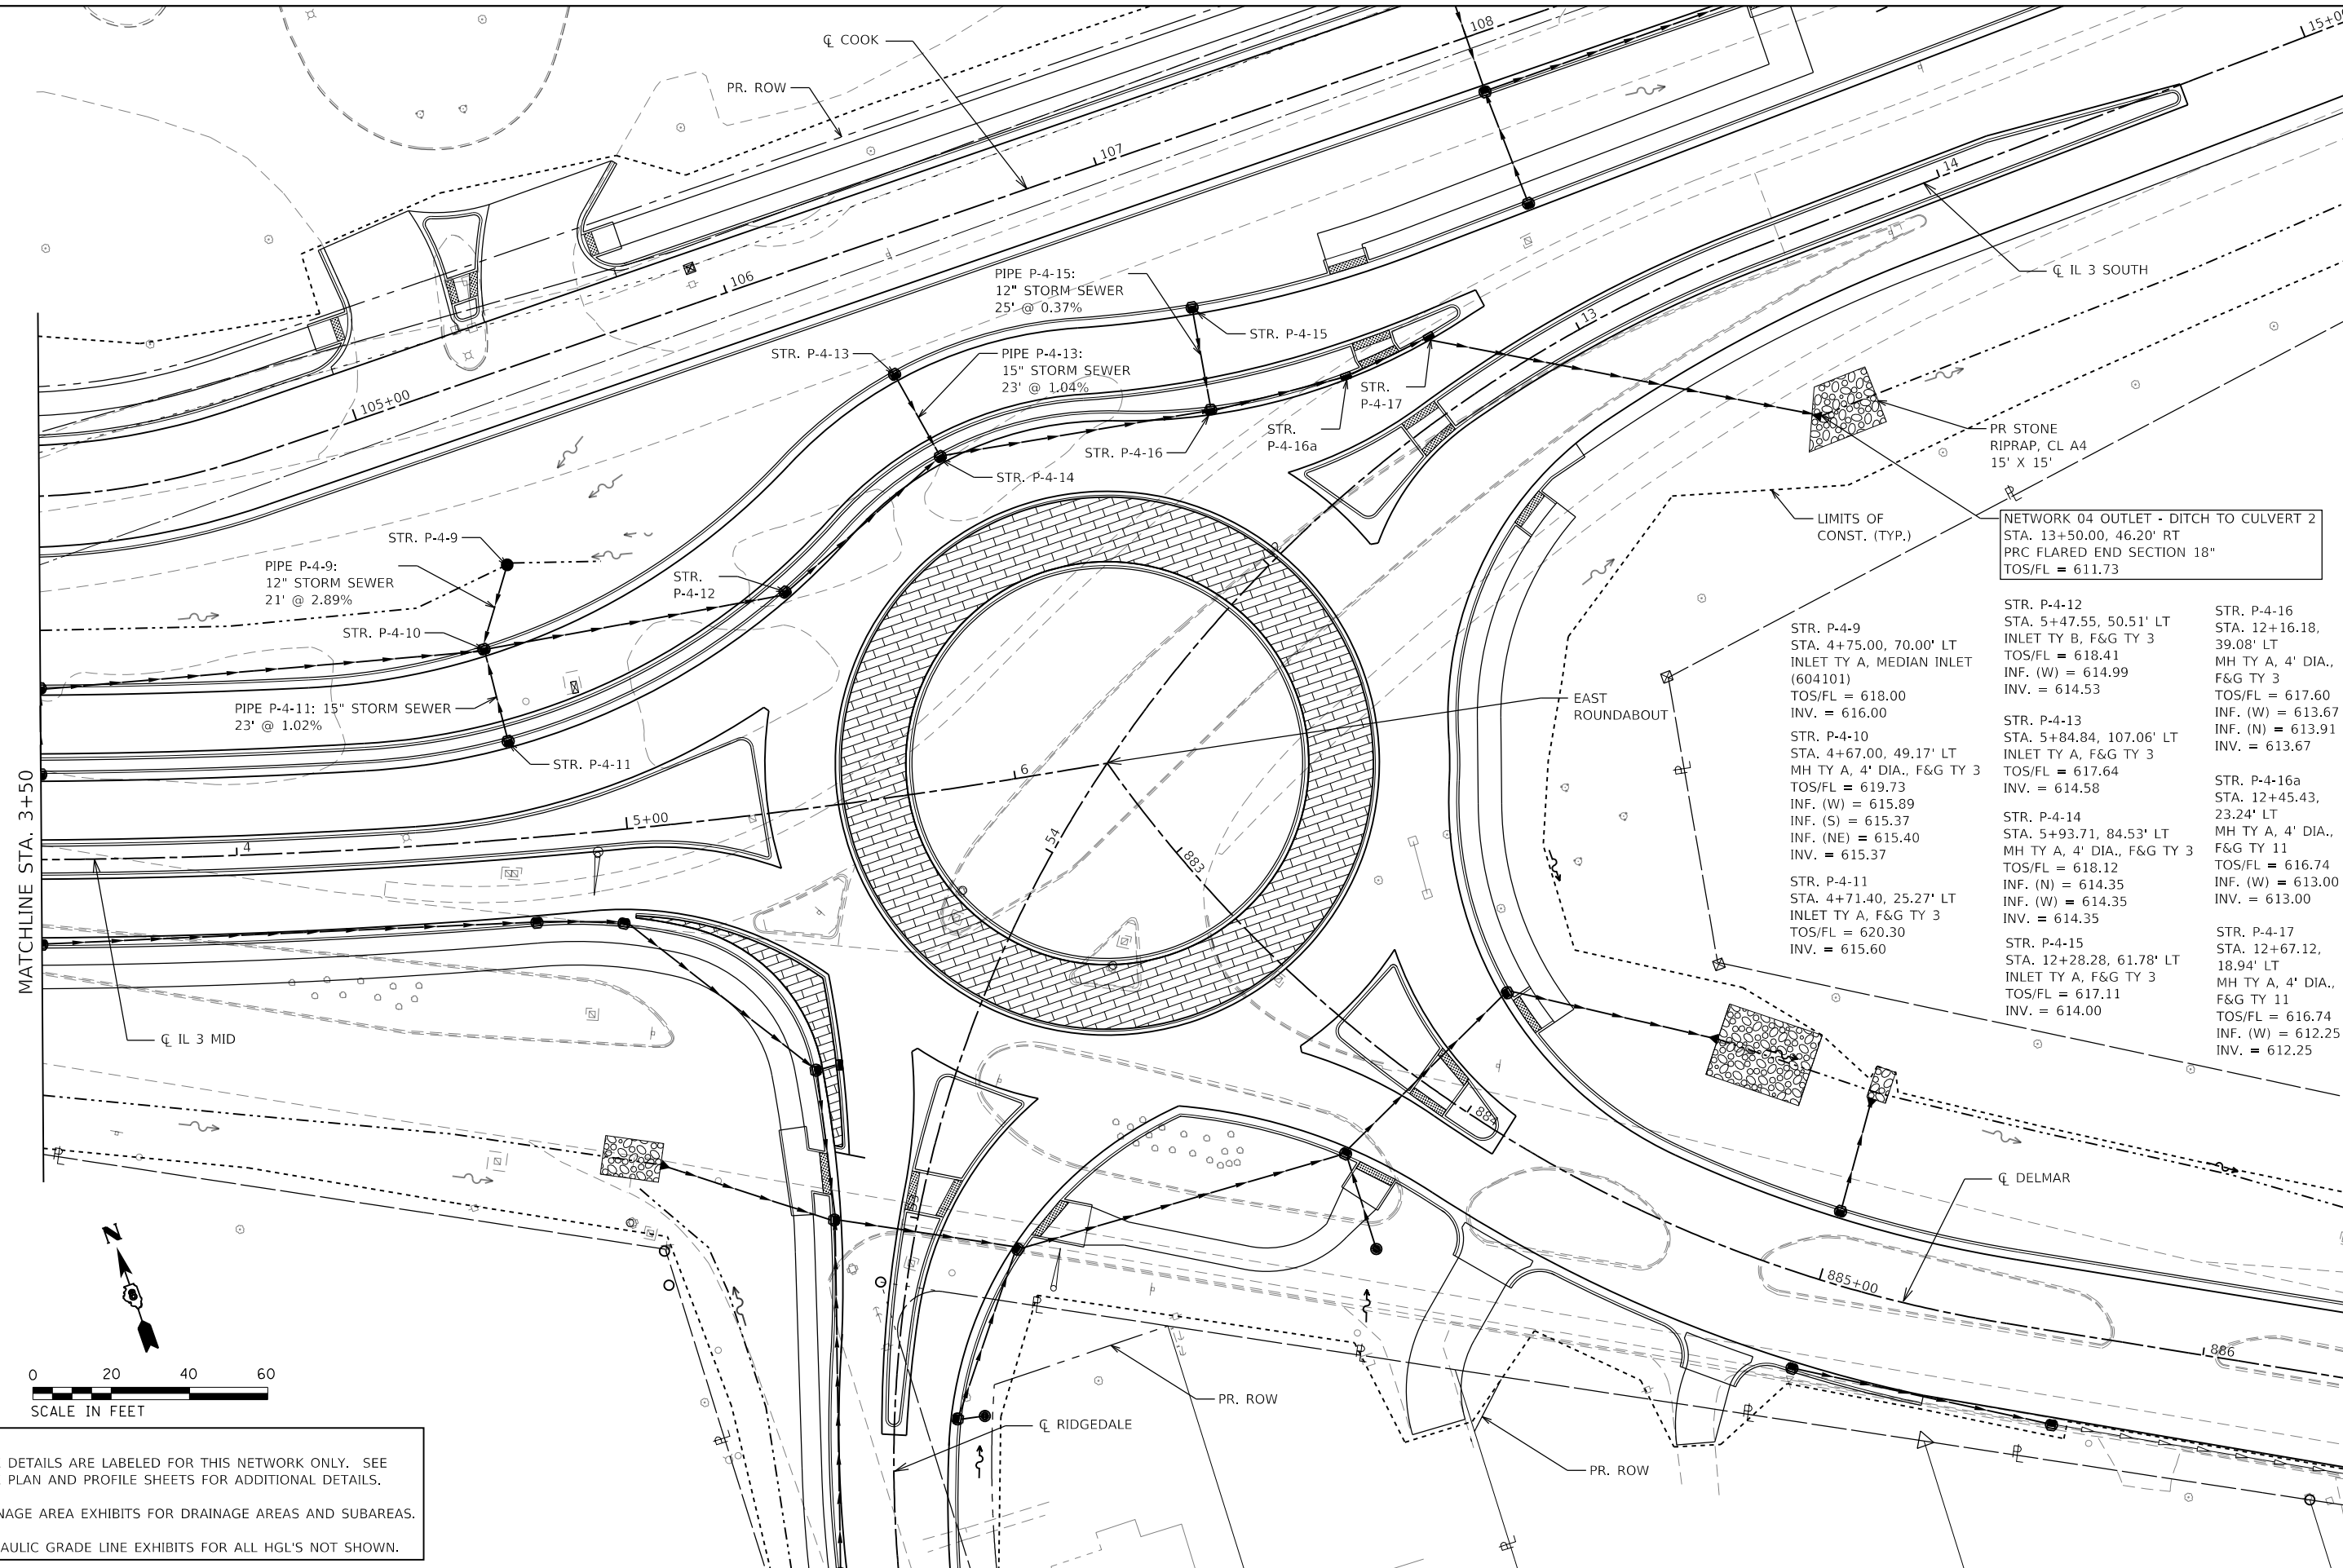 ℄ COOK
PR. ROW
108
15+00
107
14
106
℄ IL 3 SOUTH
PIPE P-4-15:
12" STORM SEWER
25' @ 0.37%
13
STR. P-4-15
STR. P-4-13
PIPE P-4-13:
15" STORM SEWER
23' @ 1.04%
STR.
P-4-17
105+00
STR.
P-4-16a
PR STONE
RIPRAP, CL A4
15' X 15'
STR. P-4-16
STR. P-4-14
LIMITS OF
CONST. (TYP.)
NETWORK 04 OUTLET - DITCH TO CULVERT 2
STA. 13+50.00, 46.20' RT
PRC FLARED END SECTION 18"
TOS/FL = 611.73
STR. P-4-9
PIPE P-4-9:
12" STORM SEWER
21' @ 2.89%
STR.
P-4-12
STR. P-4-10
PIPE P-4-11: 15" STORM SEWER
23' @ 1.02%
STR. P-4-11
EAST
ROUNDABOUT
STR. P-4-9
STA. 4+75.00, 70.00' LT
INLET TY A, MEDIAN INLET
(604101)
TOS/FL = 618.00
INV. = 616.00
STR. P-4-10
STA. 4+67.00, 49.17' LT
MH TY A, 4' DIA., F&G TY 3
TOS/FL = 619.73
INF. (W) = 615.89
INF. (S) = 615.37
INF. (NE) = 615.40
INV. = 615.37
STR. P-4-11
STA. 4+71.40, 25.27' LT
INLET TY A, F&G TY 3
TOS/FL = 620.30
INV. = 615.60
STR. P-4-12
STA. 5+47.55, 50.51' LT
INLET TY B, F&G TY 3
TOS/FL = 618.41
INF. (W) = 614.99
INV. = 614.53
STR. P-4-13
STA. 5+84.84, 107.06' LT
INLET TY A, F&G TY 3
TOS/FL = 617.64
INV. = 614.58
STR. P-4-14
STA. 5+93.71, 84.53' LT
MH TY A, 4' DIA., F&G TY 3
TOS/FL = 618.12
INF. (N) = 614.35
INF. (W) = 614.35
INV. = 614.35
STR. P-4-15
STA. 12+28.28, 61.78' LT
INLET TY A, F&G TY 3
TOS/FL = 617.11
INV. = 614.00
STR. P-4-16
STA. 12+16.18,
39.08' LT
MH TY A, 4' DIA.,
F&G TY 3
TOS/FL = 617.60
INF. (W) = 613.67
INF. (N) = 613.91
INV. = 613.67
STR. P-4-16a
STA. 12+45.43,
23.24' LT
MH TY A, 4' DIA.,
F&G TY 11
TOS/FL = 616.74
INF. (W) = 613.00
INV. = 613.00
STR. P-4-17
STA. 12+67.12,
18.94' LT
MH TY A, 4' DIA.,
F&G TY 11
TOS/FL = 616.74
INF. (W) = 612.25
INV. = 612.25
6
5+00
4
54
883
MATCHLINE STA. 3+50
℄ IL 3 MID
884
℄ DELMAR
885+00
886
N
0 20 40 60
SCALE IN FEET
PR. ROW
℄ RIDGEDALE
PR. ROW
DETAILS ARE LABELED FOR THIS NETWORK ONLY. SEE
PLAN AND PROFILE SHEETS FOR ADDITIONAL DETAILS.
NAGE AREA EXHIBITS FOR DRAINAGE AREAS AND SUBAREAS.
AULIC GRADE LINE EXHIBITS FOR ALL HGL'S NOT SHOWN.